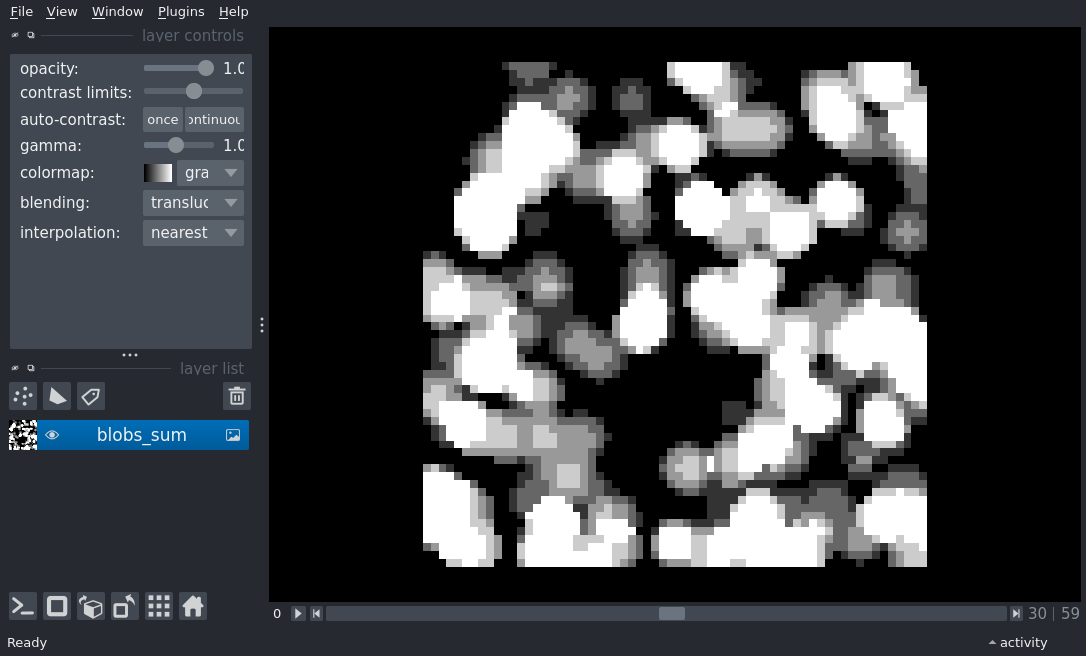 File View Window Plugins Help
layer controls
opacity: 1.0
contrast limits:
auto-contrast: once ontinuou
gamma: 1.0
colormap: gra
blending: transluc
interpolation: nearest
layer list
blobs_sum
0 30 | 59
Ready activity